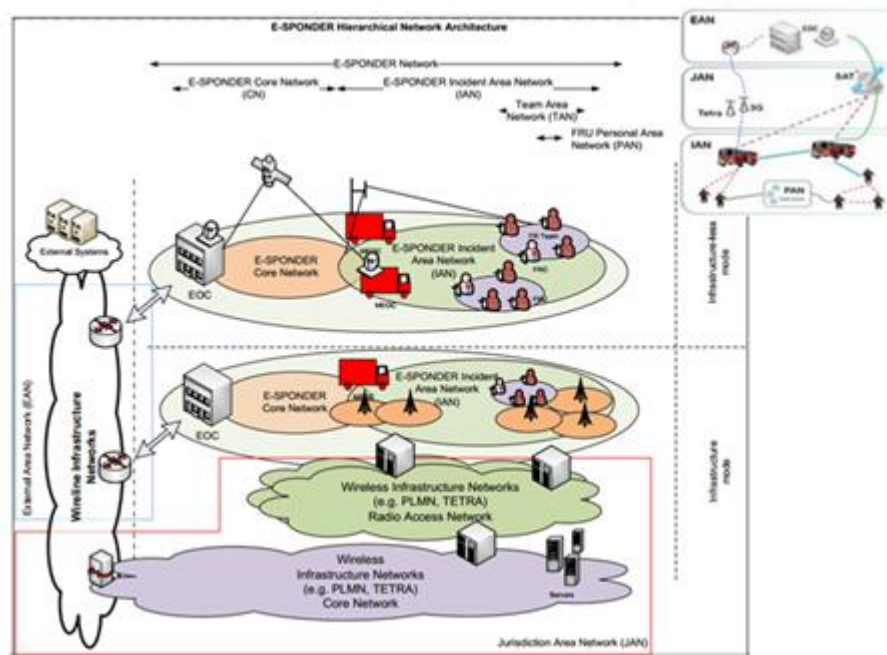 E-SPONDER Hierarchical Network Architecture
E-SPONDER Network
E-SPONDER Core Network
(CN)
E-SPONDER Incident Area Network
(IAN)
Team Area
Network (TAN)
FRU Personal Area
Network (PAN)
EAN
EOC
JAN
SAT
Tetra
3G
IAN
PAN
External Systems
EOC
E-SPONDER
Core Network
E-SPONDER Incident
Area Network
(IAN)
MEOC
FR Team
FRC
Infrastructure-less
mode
External Area Network (EAN)
Wireline Infrastructure
Networks
EOC
E-SPONDER
Core Network
E-SPONDER Incident
Area Network
(IAN)
Infrastructure
mode
Wireless Infrastructure Networks
(e.g. PLMN, TETRA)
Radio Access Network
Wireless
Infrastructure Networks
(e.g. PLMN, TETRA)
Core Network
Servers
Jurisdiction Area Network (JAN)